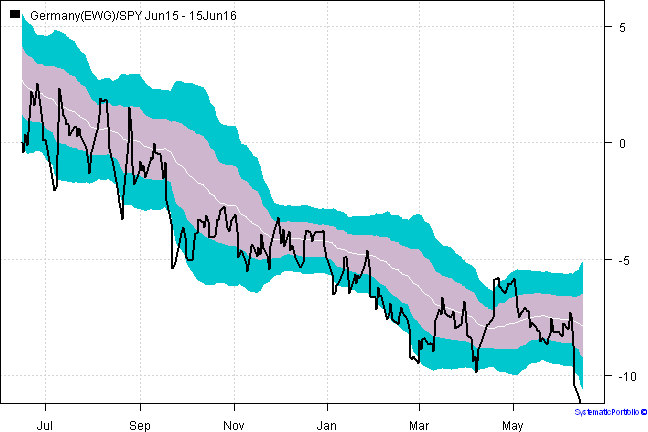 Germany(EWG)/SPY Jun15 - 15Jun16
5
0
-5
-10
Jul Sep Nov Jan Mar May
SystematicPortfolio ©